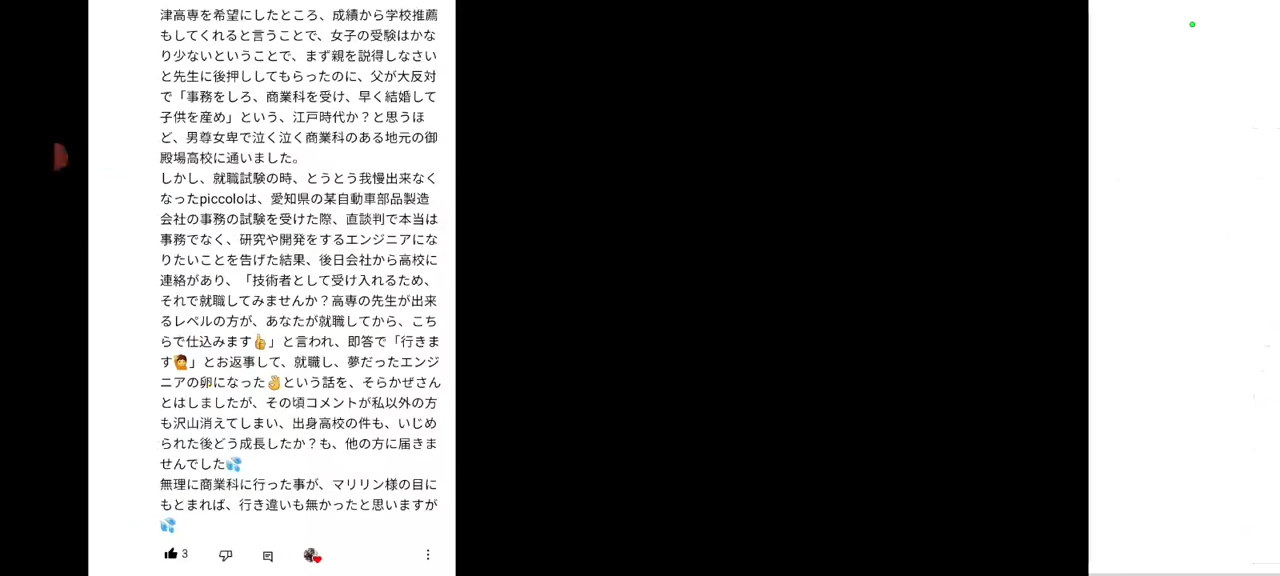 津高専を希望にしたところ、成績から学校推薦
もしてくれると言うことで、女子の受験はかな
り少ないということで、まず親を説得しなさい
と先生に後押ししてもらったのに、父が大反対
で「事務をしろ、商業科を受け、早く結婚して
子供を産め」という、江戸時代か？と思うほ
ど、男尊女卑で泣く泣く商業科のある地元の御
殿場高校に通いました。
しかし、就職試験の時、とうとう我慢出来なく
なったpiccoloは、愛知県の某自動車部品製造
会社の事務の試験を受けた際、直談判で本当は
事務でなく、研究や開発をするエンジニアにな
りたいことを告げた結果、後日会社から高校に
連絡があり、「技術者として受け入れるため、
それで就職してみませんか？高専の先生が出来
るレベルの方が、あなたが就職してから、こち
らで仕込みます👍」と言われ、即答で「行きま
す🙋」とお返事して、就職し、夢だったエンジ
ニアの卵になった👌という話を、そらかぜさん
とはしましたが、その頃コメントが私以外の方
も沢山消えてしまい、出身高校の件も、いじめ
られた後どう成長したか？も、他の方に届きま
せんでした💦
無理に商業科に行った事が、マリリン様の目に
もとまれば、行き違いも無かったと思いますが
💦
3